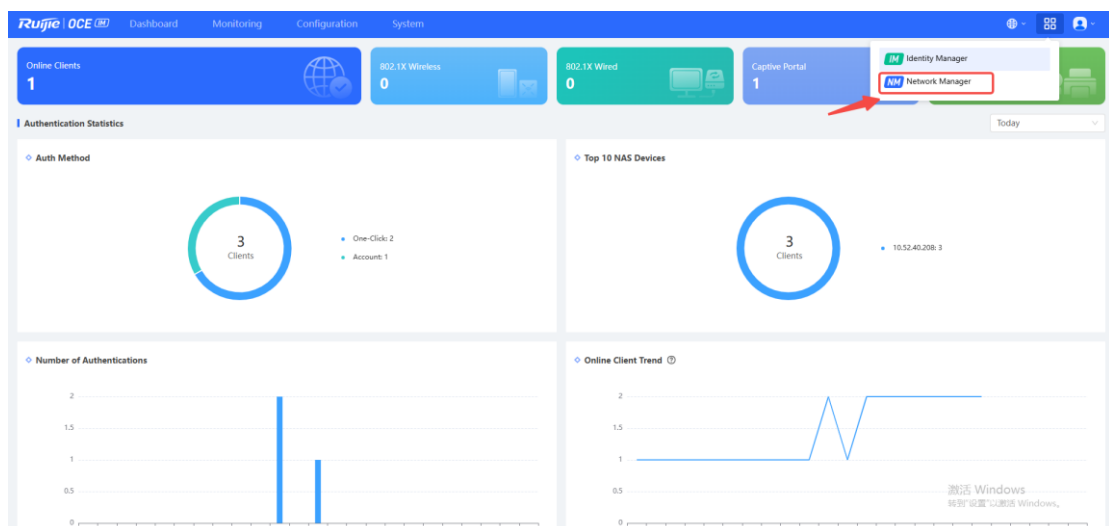 Ruijie | OCE IM Dashboard Monitoring Configuration System
Online Clients
1
802.1X Wireless
0
802.1X Wired
0
Captive Portal
1
IM Identity Manager
NM Network Manager
Authentication Statistics
Today
Auth Method
3
Clients
One-Click: 2
Account: 1
Top 10 NAS Devices
3
Clients
10.52.40.208: 3
Number of Authentications
2
1.5
1
0.5
0
Online Client Trend
2
1.5
1
0.5
0
激活 Windows
转到"设置"以激活 Windows。